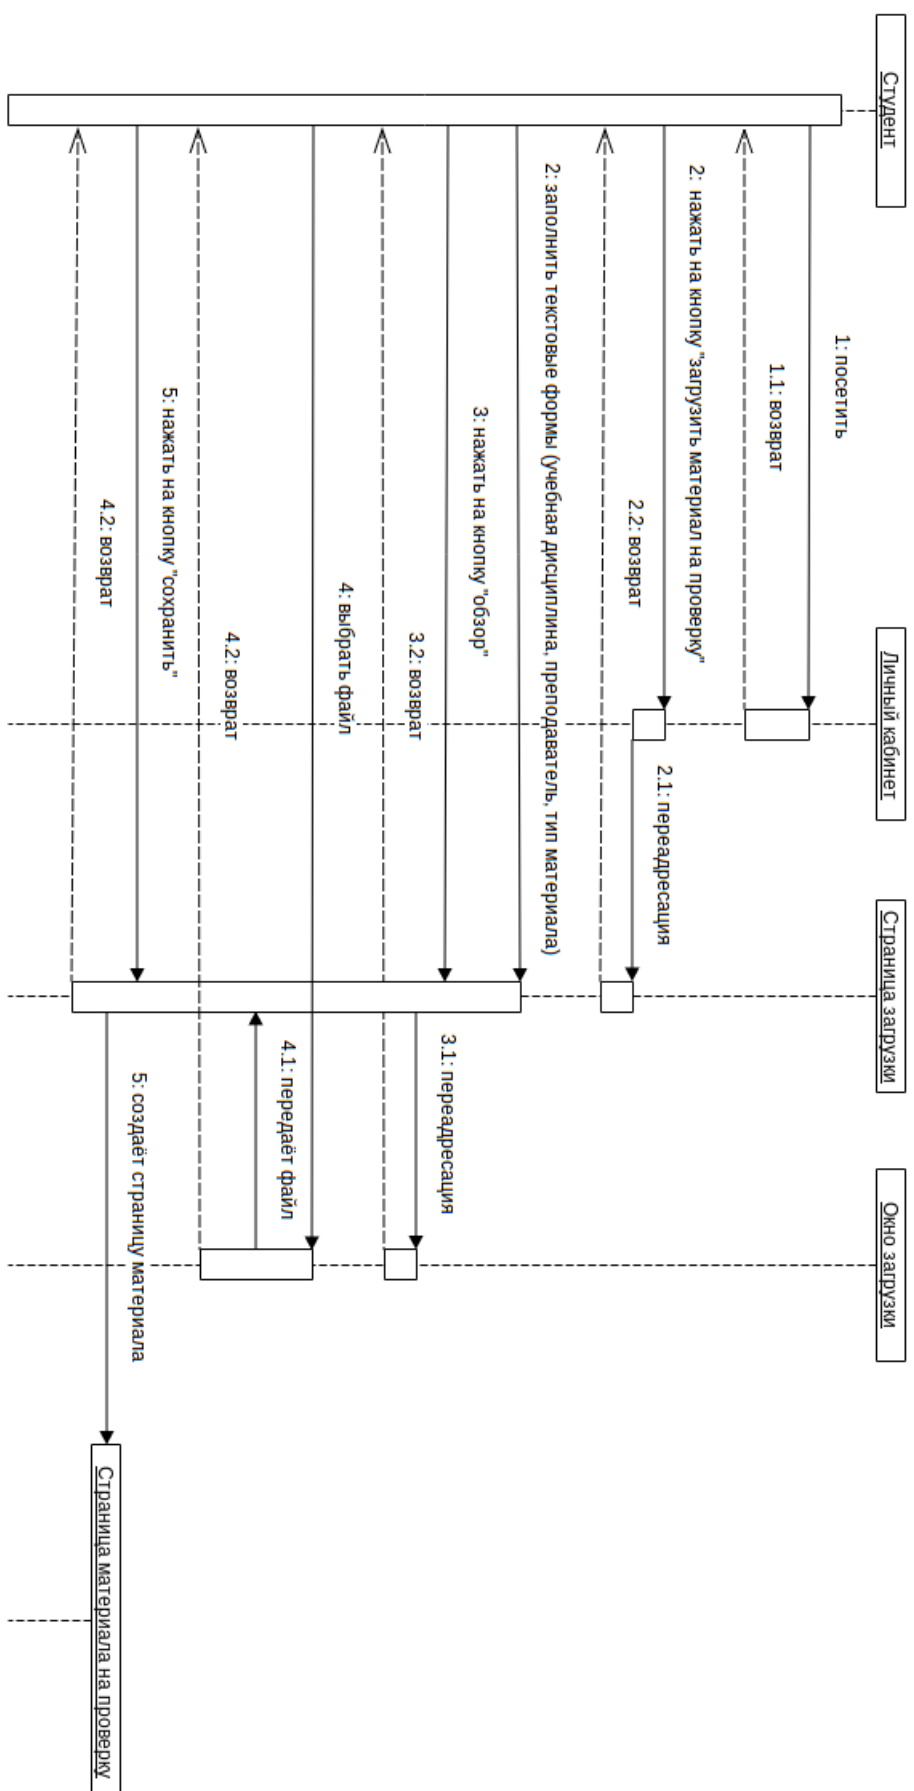 Студент
Личный кабинет
Страница загрузки
Окно загрузки
1: посетить
1.1: возврат
2: нажать на кнопку "загрузить материал на проверку"
2.1: переадресация
2.2: возврат
2: заполнить текстовые формы (учебная дисциплина, преподаватель, тип материала)
3: нажать на кнопку "обзор"
3.1: переадресация
3.2: возврат
4: выбрать файл
4.1: передаёт файл
4.2: возврат
5: нажать на кнопку "сохранить"
5: создаёт страницу материала
Страница материала на проверку
4.2: возврат